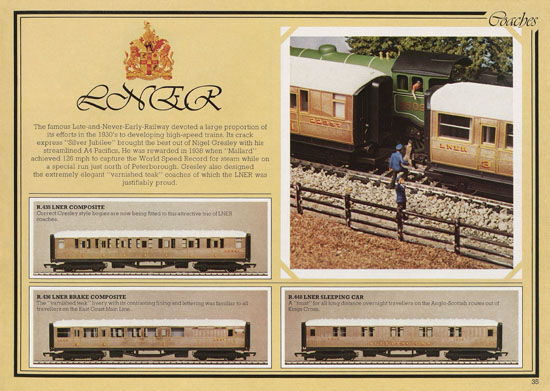 Coaches
LNER
The famous Late-and-Never-Early-Railway devoted a large proportion of
its efforts in the 1930's to developing high-speed trains. Its crack
express "Silver Jubilee" brought the best out of Nigel Gresley with his
streamlined A4 Pacifics. He was rewarded in 1938 when "Mallard"
achieved 126 mph to capture the World Speed Record for steam while on
a special run just north of Peterborough. Gresley also designed
the extremely elegant "varnished teak" coaches of which the LNER was
justifiably proud.
LNER
R.435 LNER COMPOSITE
Correct Gresley style bogies are now being fitted to this attractive trio of LNER
coaches.
R.436 LNER BRAKE COMPOSITE
The "varnished teak" livery with its contrasting lining and lettering was familiar to all
travellers on the East Coast Main Line.
R.448 LNER SLEEPING CAR
A "must" for all long distance overnight travellers on the Anglo-Scottish routes out of
Kings Cross.
35